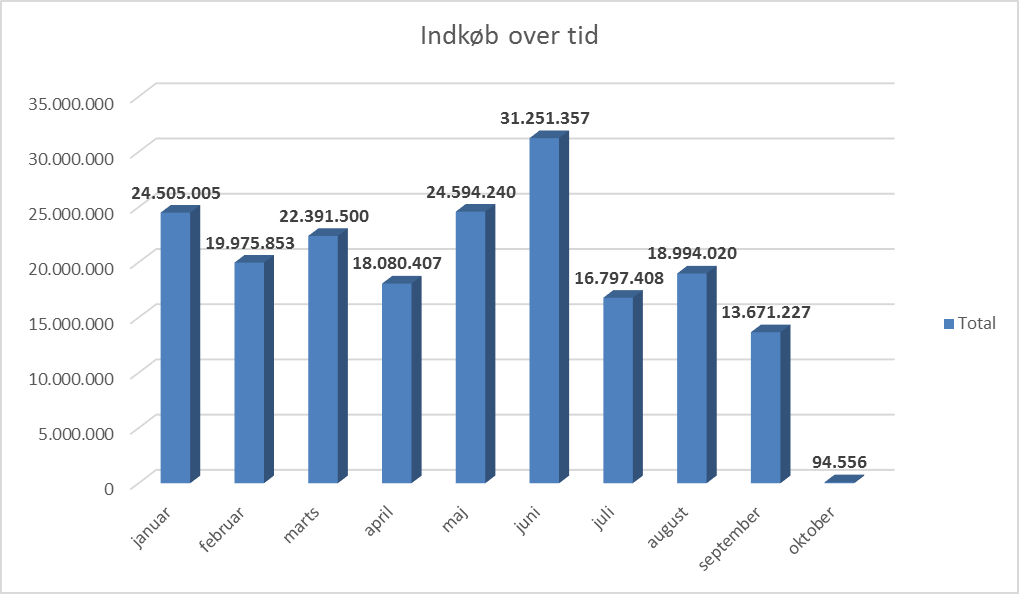 Indkøb over tid
35.000.000
30.000.000
25.000.000
20.000.000
15.000.000
10.000.000
5.000.000
0
24.505.005
19.975.853
22.391.500
18.080.407
24.594.240
31.251.357
16.797.408
18.994.020
13.671.227
94.556
januar
februar
marts
april
maj
juni
juli
august
september
oktober
Total